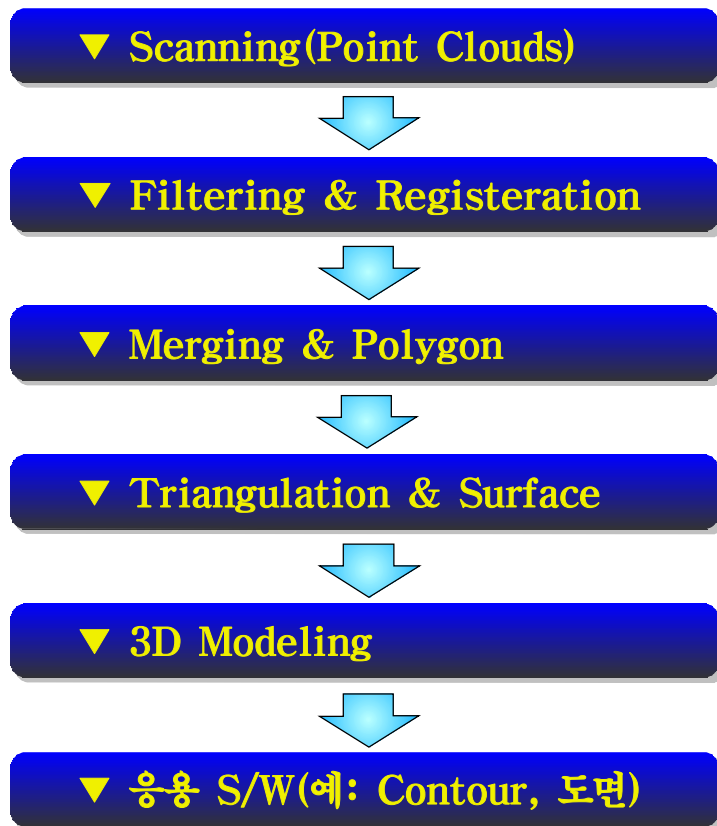 ▼ Scanning(Point Clouds)
▼ Filtering & Registeration
▼ Merging & Polygon
▼ Triangulation & Surface
▼ 3D Modeling
▼ 응용 S/W(예: Contour, 도면)